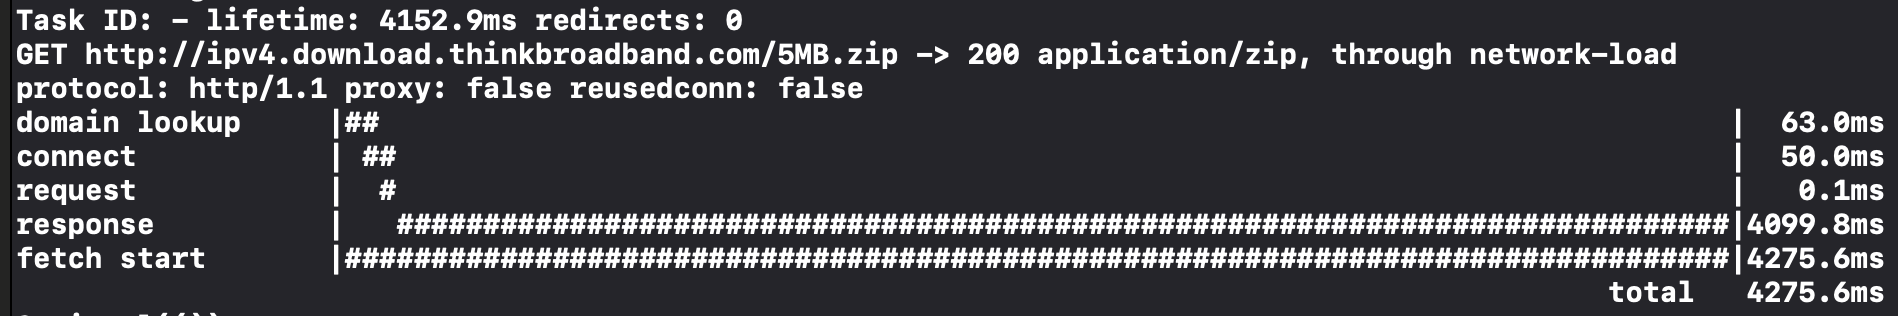 Task ID: - lifetime: 4152.9ms redirects: 0
GET http://ipv4.download.thinkbroadband.com/5MB.zip -> 200 application/zip, through network-load
protocol: http/1.1 proxy: false reusedconn: false
domain lookup |## | 63.0ms
connect | ## | 50.0ms
request | # | 0.1ms
response | #############################################################################|4099.8ms
fetch start |################################################################################|4275.6ms
total 4275.6ms